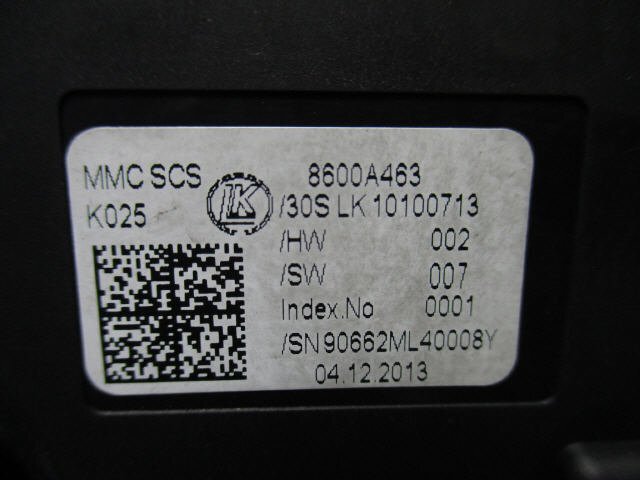 MMC SCS 8600A463
K025 LK /30S LK 10100713
/HW 002
/SW 007
Index.No 0001
/SN90662ML40008Y
04.12.2013